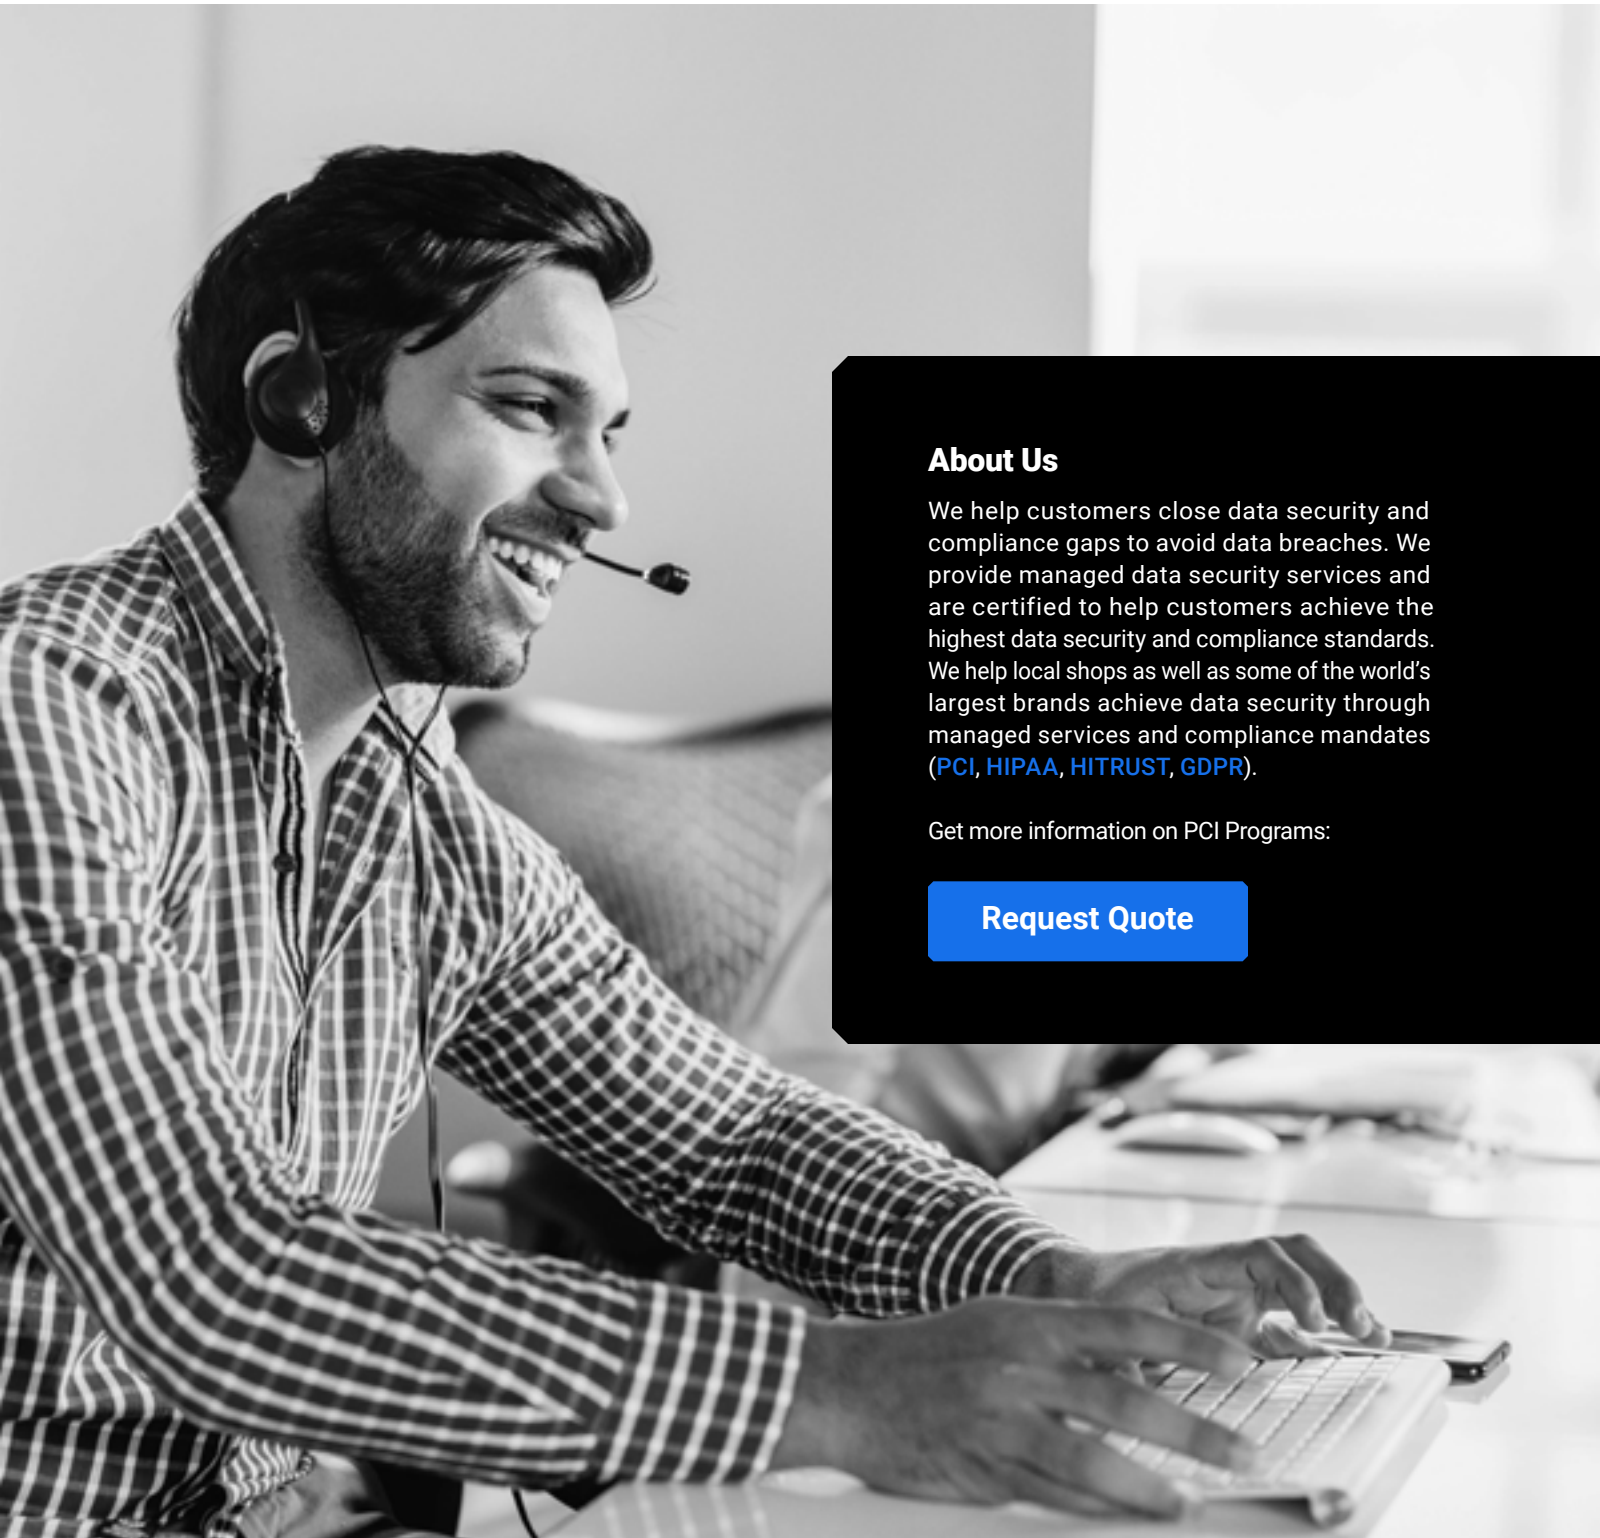 About Us
We help customers close data security and
compliance gaps to avoid data breaches. We
provide managed data security services and
are certified to help customers achieve the
highest data security and compliance standards.
We help local shops as well as some of the world’s
largest brands achieve data security through
managed services and compliance mandates
(PCI, HIPAA, HITRUST, GDPR).
Get more information on PCI Programs:
Request Quote